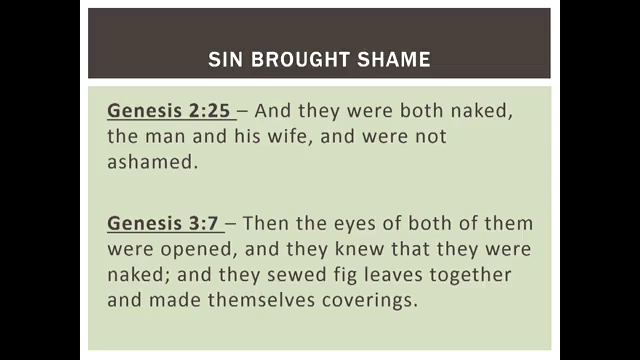 SIN BROUGHT SHAME
Genesis 2:25 – And they were both naked,
the man and his wife, and were not
ashamed.
Genesis 3:7 – Then the eyes of both of them
were opened, and they knew that they were
naked; and they sewed fig leaves together
and made themselves coverings.